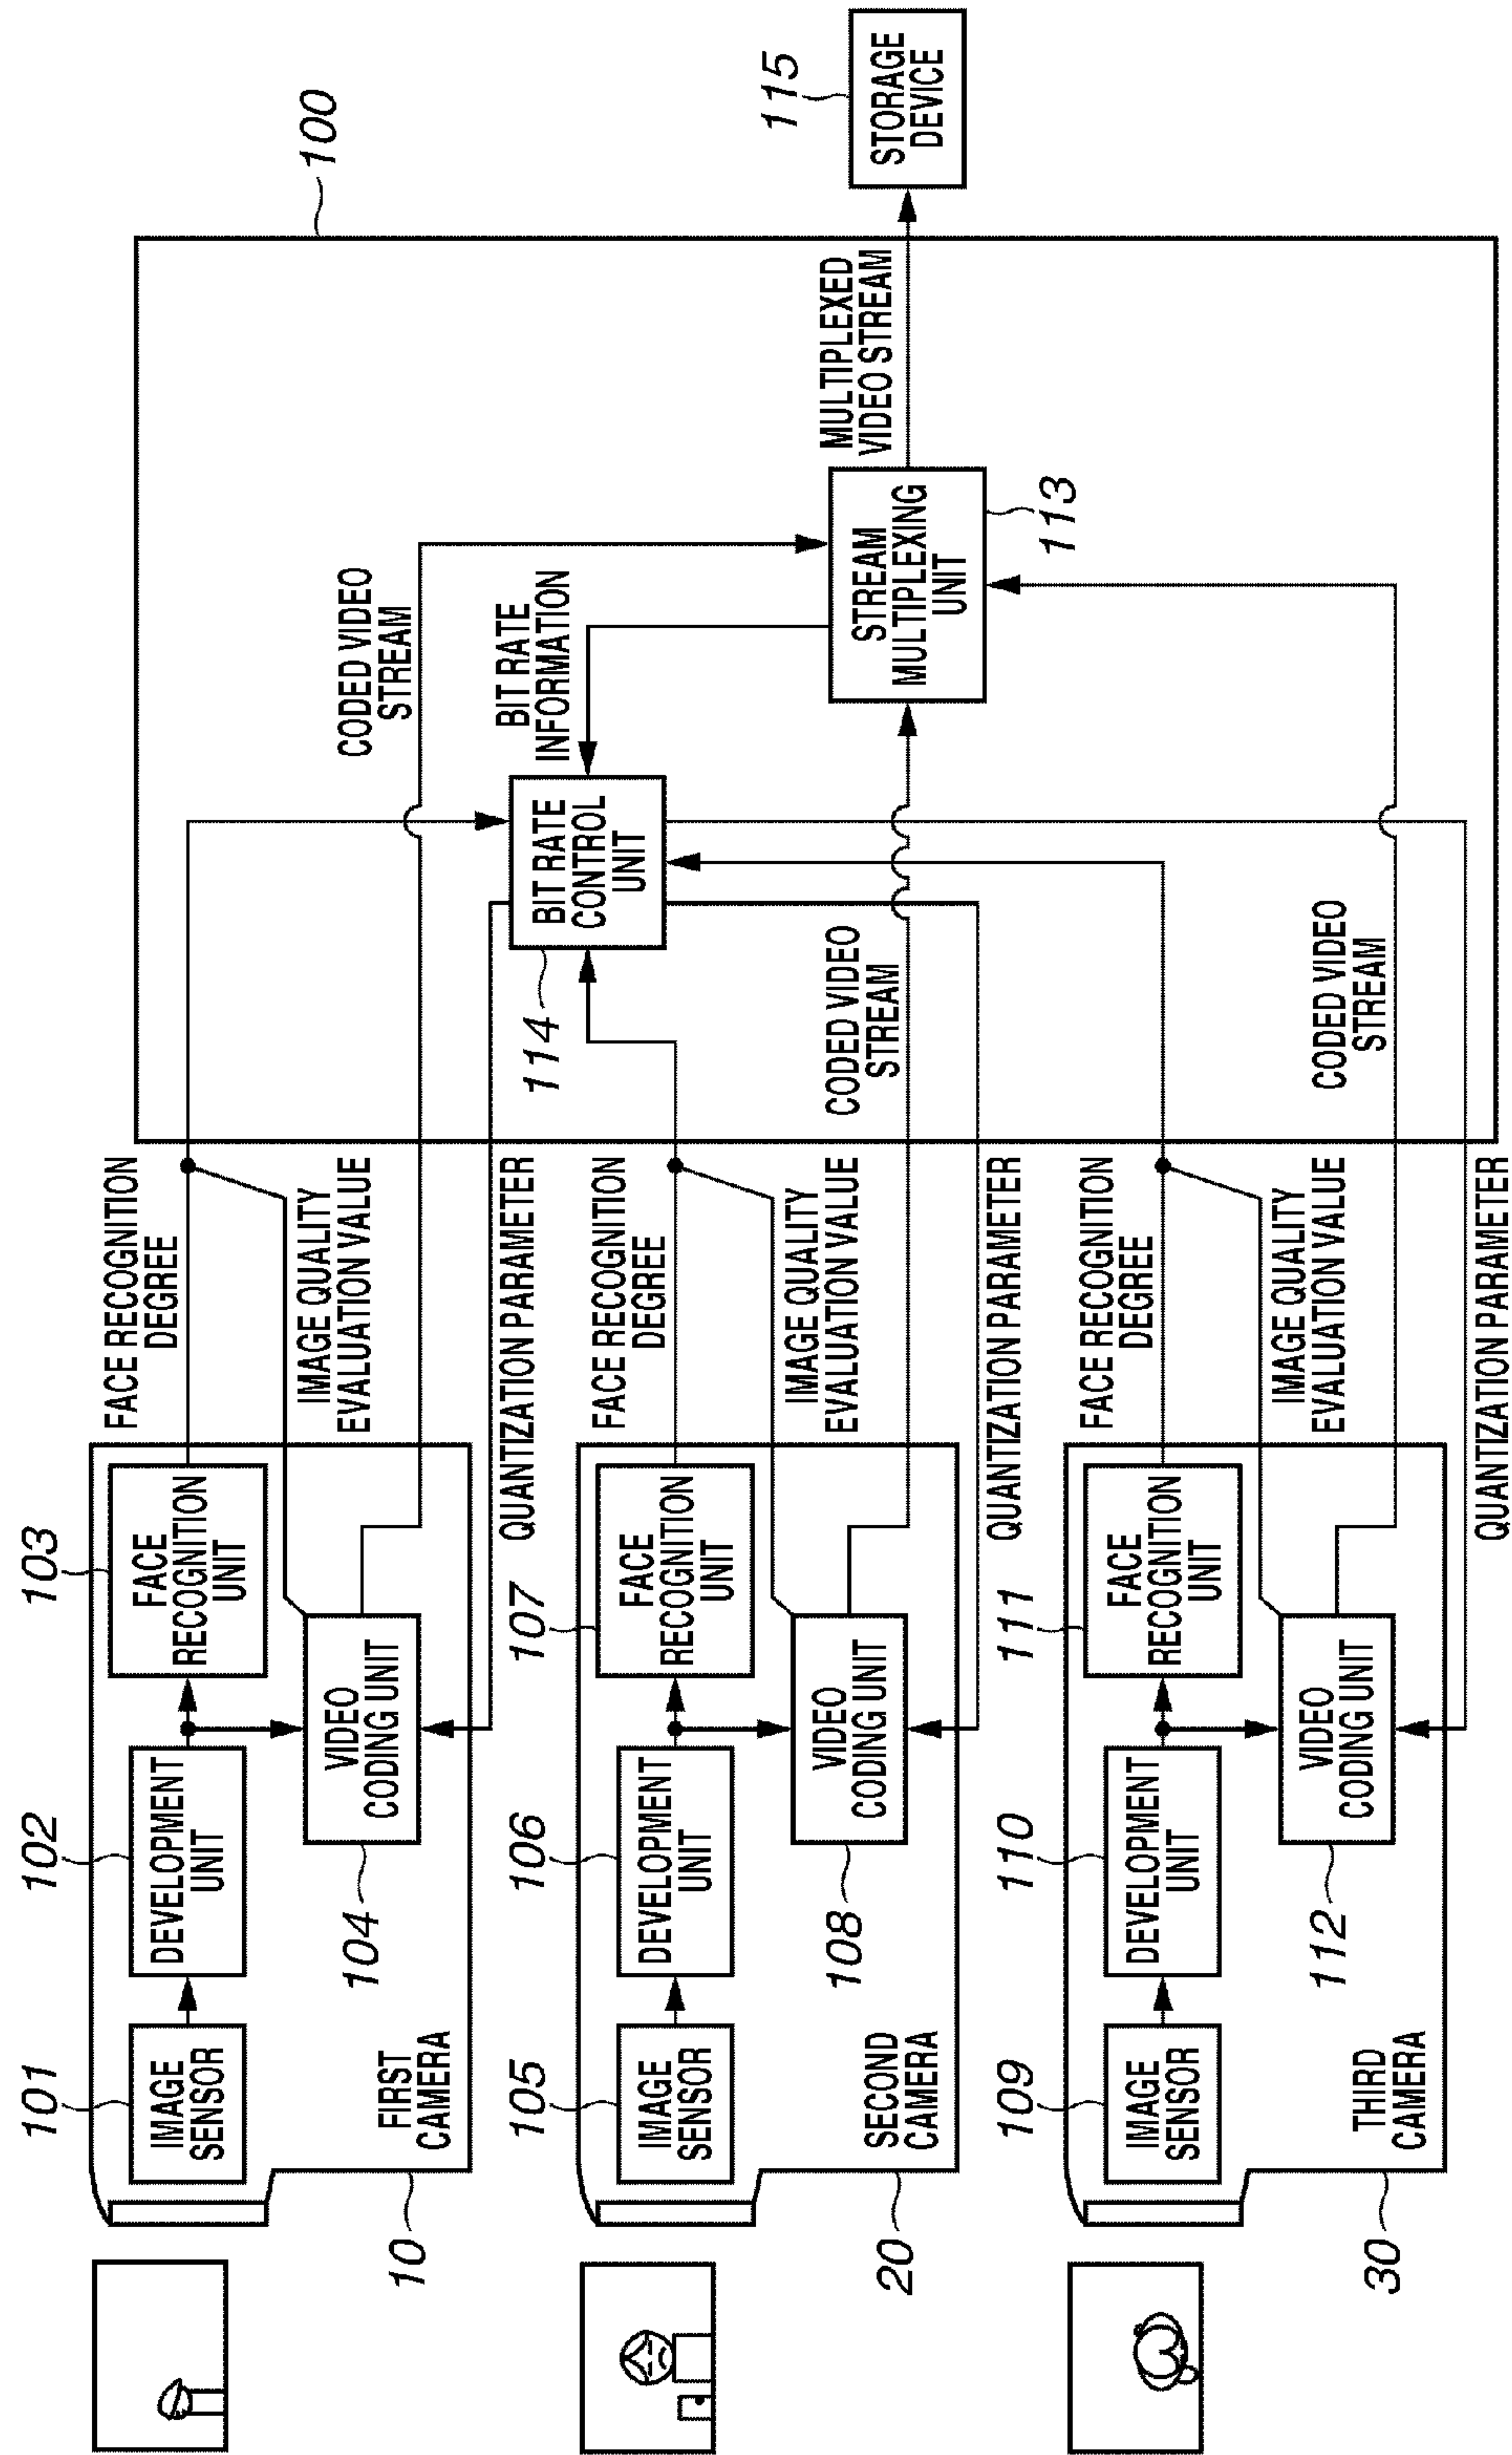 100
101
IMAGE
SENSOR
102
DEVELOPMENT
UNIT
103
FACE
RECOGNITION
UNIT
104
VIDEO
CODING UNIT
FIRST
CAMERA
10
FACE RECOGNITION
DEGREE
IMAGE QUALITY
EVALUATION VALUE
QUANTIZATION PARAMETER
CODED VIDEO
STREAM
105
IMAGE
SENSOR
106
DEVELOPMENT
UNIT
107
FACE
RECOGNITION
UNIT
108
VIDEO
CODING UNIT
SECOND
CAMERA
20
FACE RECOGNITION
DEGREE
IMAGE QUALITY
EVALUATION VALUE
QUANTIZATION PARAMETER
CODED VIDEO
STREAM
114
BIT RATE
CONTROL
UNIT
BIT RATE
INFORMATION
STREAM
MULTIPLEXING
UNIT
113
MULTIPLEXED
VIDEO STREAM
115
STORAGE
DEVICE
109
IMAGE
SENSOR
110
DEVELOPMENT
UNIT
111
FACE
RECOGNITION
UNIT
112
VIDEO
CODING UNIT
THIRD
CAMERA
30
FACE RECOGNITION
DEGREE
IMAGE QUALITY
EVALUATION VALUE
QUANTIZATION PARAMETER
CODED VIDEO
STREAM